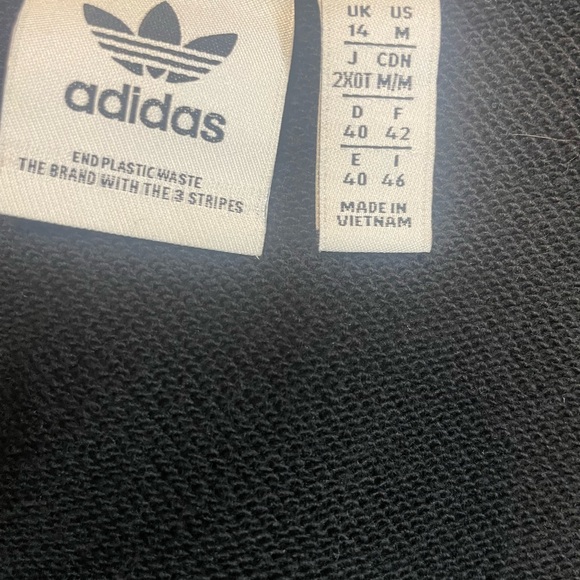 adidas
END PLASTIC WASTE
THE BRAND WITH THE 3 STRIPES
UK US
14 M
J CDN
2XOT M/M
D F
40 42
E I
40 46
MADE IN
VIETNAM